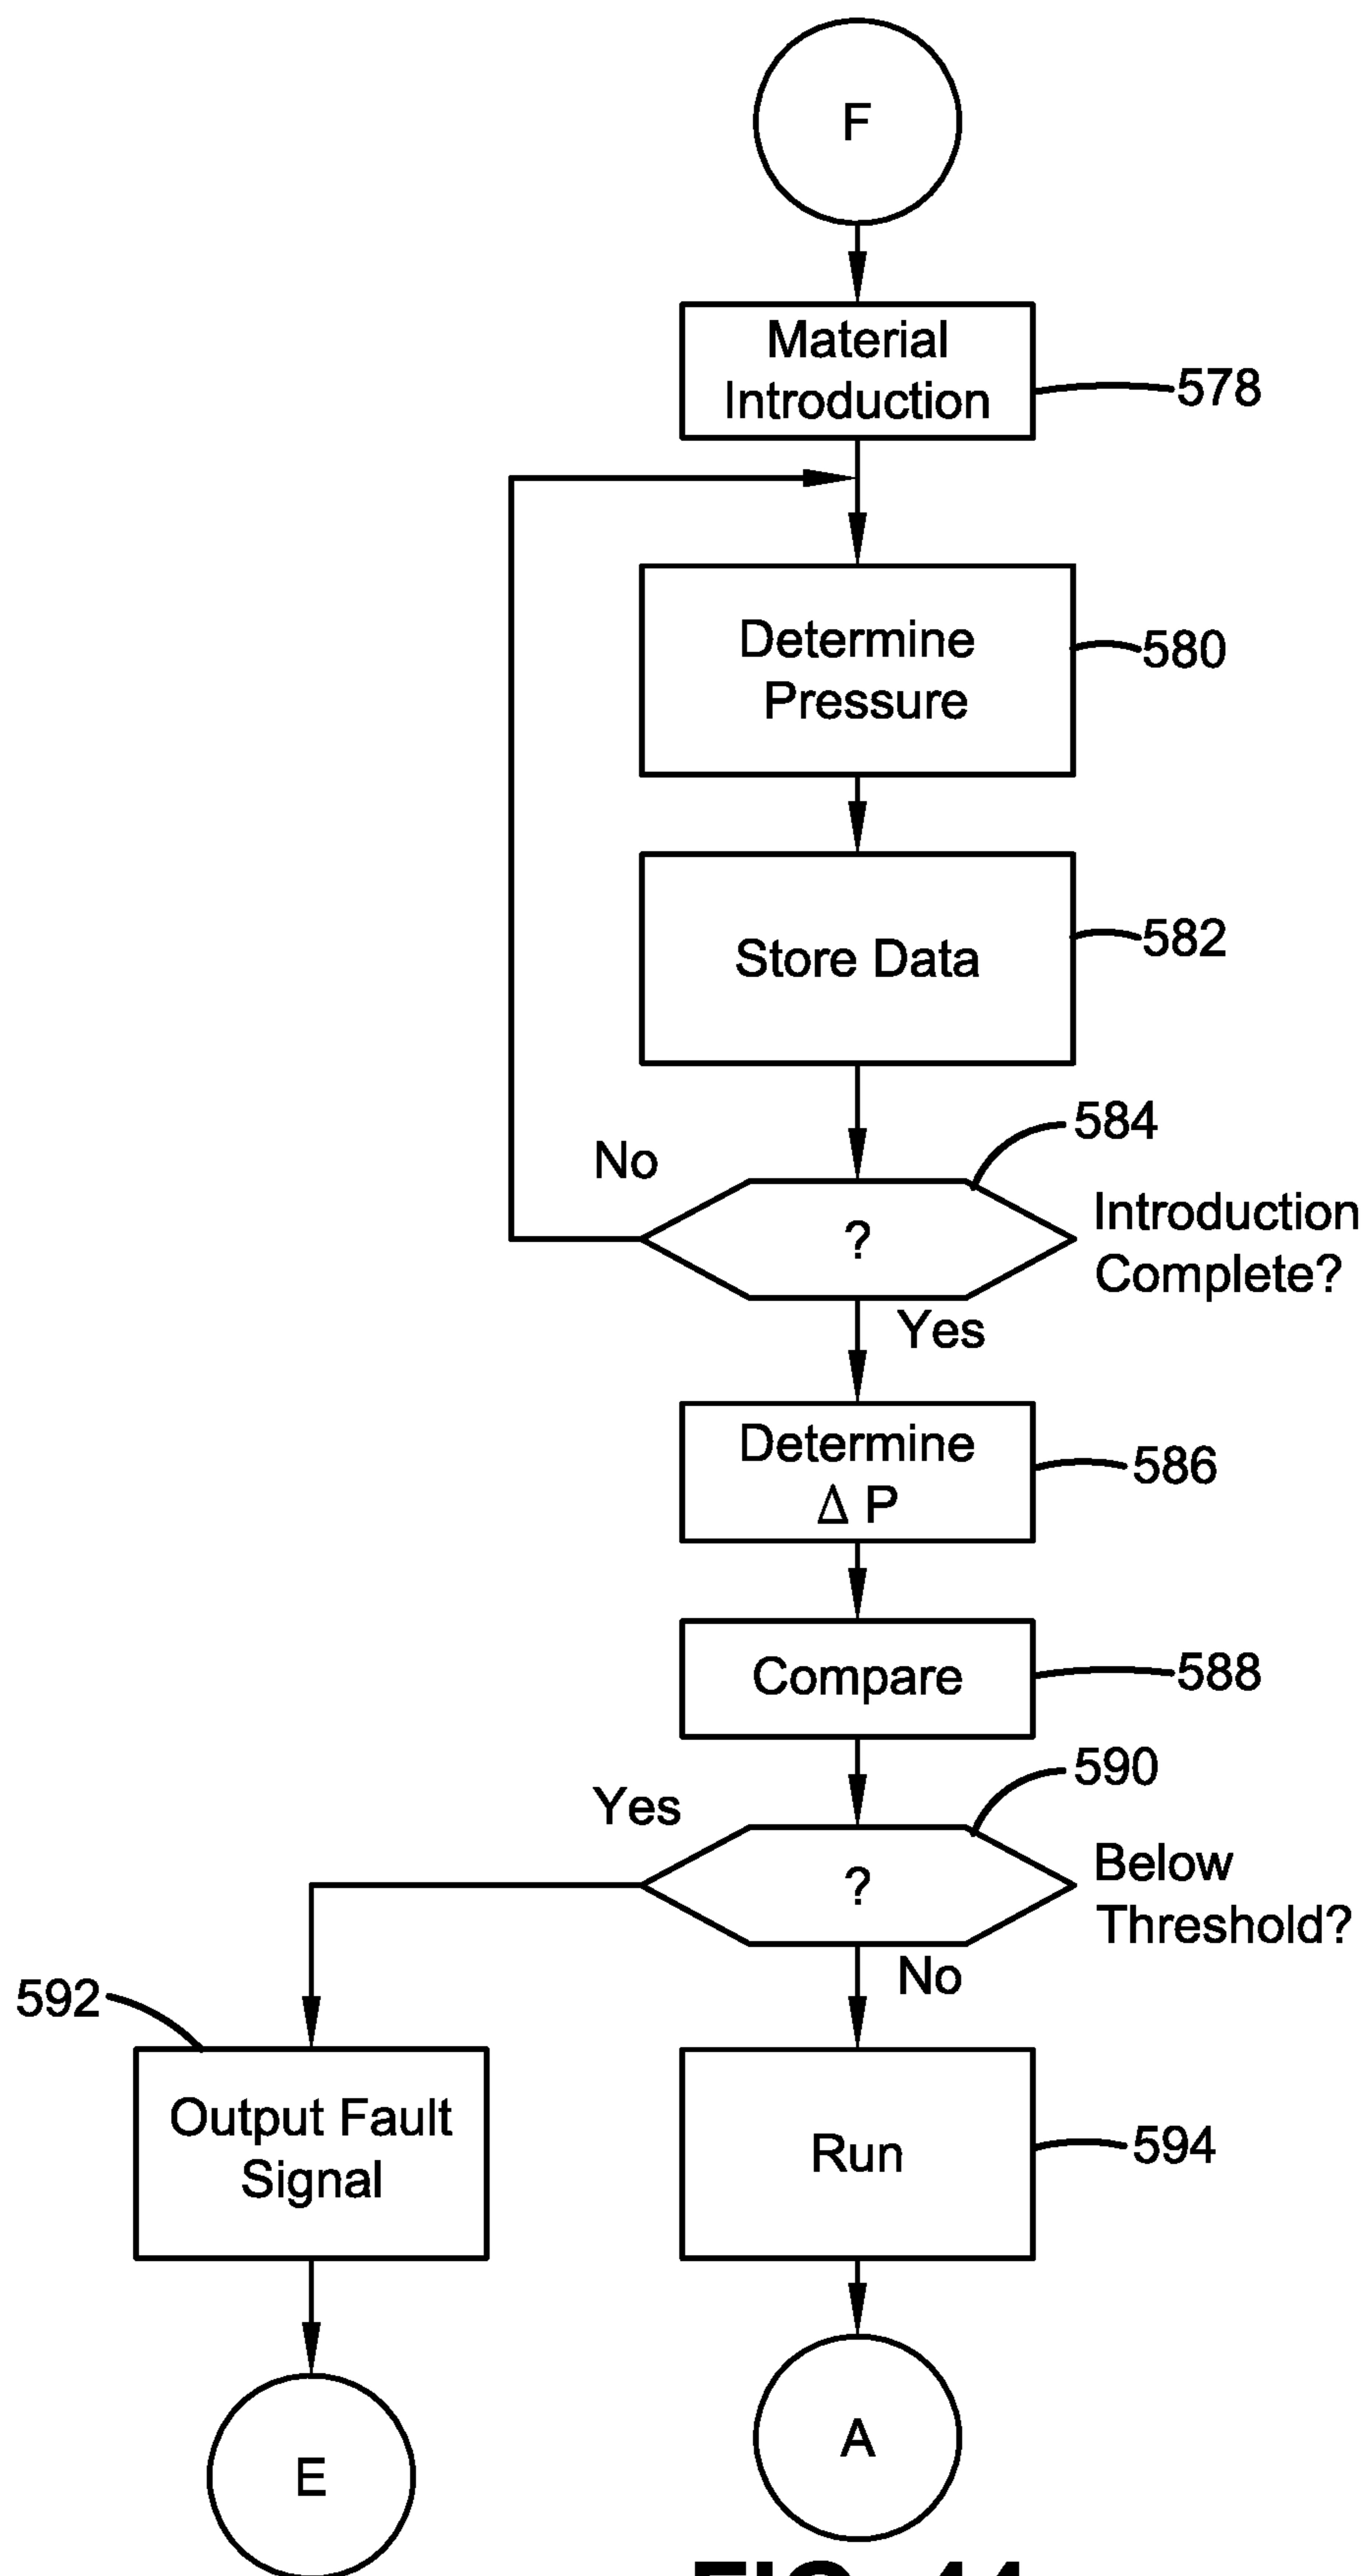 F
Material
Introduction
578
Determine
Pressure
580
Store Data
582
584
No
?
Introduction
Complete?
Yes
Determine
Δ P
586
Compare
588
590
Yes
?
Below
Threshold?
No
592
Output Fault
Signal
Run
594
E
A